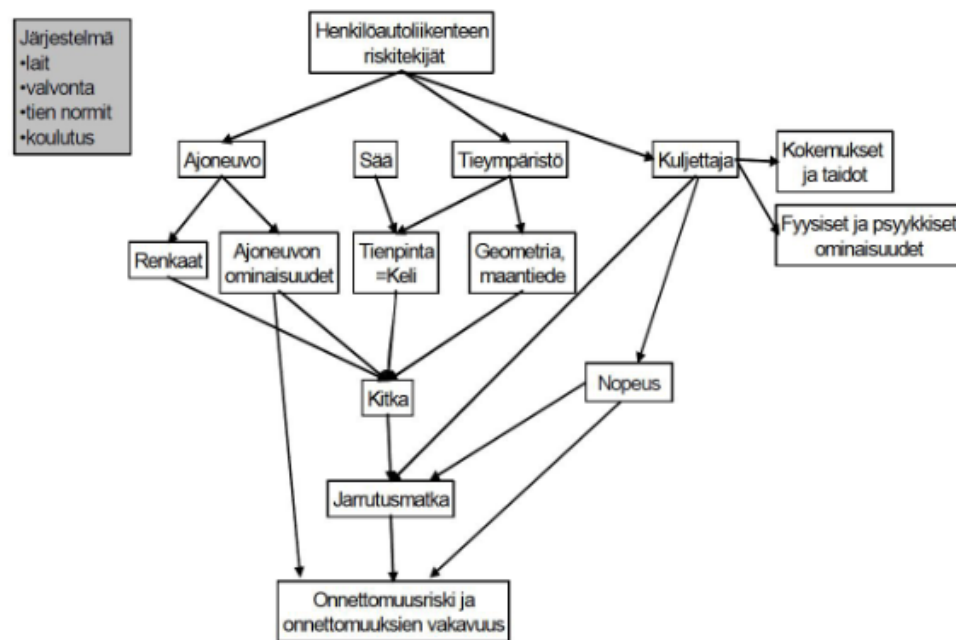 Järjestelmä
•lait
•valvonta
•tien normit
•koulutus
Henkilöautoliikenteen
riskitekijät
Ajoneuvo
Sää
Tieympäristö
Kuljettaja
Kokemukset
ja taidot
Fyysiset ja psyykkiset
ominaisuudet
Renkaat
Ajoneuvon
ominaisuudet
Tienpinta
=Keli
Geometria,
maantiede
Kitka
Nopeus
Jarrutusmatka
Onnettomuusriski ja
onnettomuuksien vakavuus